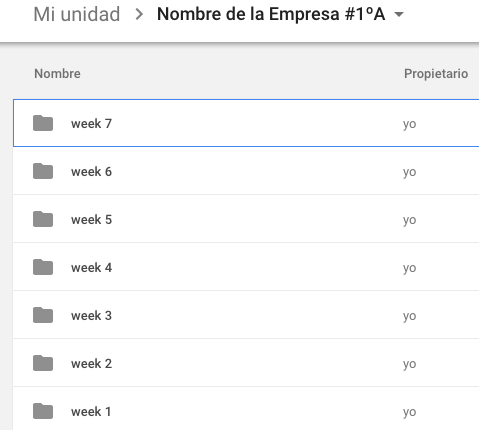 Mi unidad > Nombre de la Empresa #1ºA
Nombre Propietario
week 7 yo
week 6 yo
week 5 yo
week 4 yo
week 3 yo
week 2 yo
week 1 yo